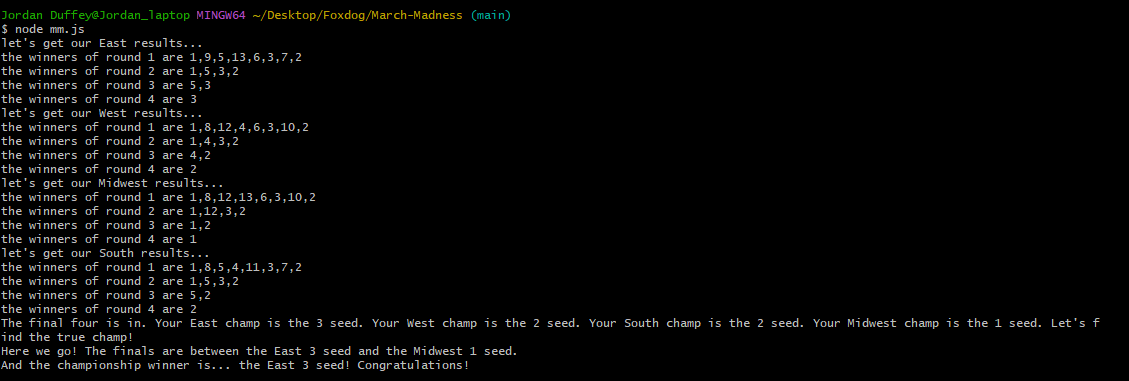 Jordan Duffey@Jordan_laptop MINGW64 ~/Desktop/Foxdog/March-Madness (main)
$ node mm.js
let's get our East results...
the winners of round 1 are 1,9,5,13,6,3,7,2
the winners of round 2 are 1,5,3,2
the winners of round 3 are 5,3
the winners of round 4 are 3
let's get our West results...
the winners of round 1 are 1,8,12,4,6,3,10,2
the winners of round 2 are 1,4,3,2
the winners of round 3 are 4,2
the winners of round 4 are 2
let's get our Midwest results...
the winners of round 1 are 1,8,12,13,6,3,10,2
the winners of round 2 are 1,12,3,2
the winners of round 3 are 1,2
the winners of round 4 are 1
let's get our South results...
the winners of round 1 are 1,8,5,4,11,3,7,2
the winners of round 2 are 1,5,3,2
the winners of round 3 are 5,2
the winners of round 4 are 2
The final four is in. Your East champ is the 3 seed. Your West champ is the 2 seed. Your South champ is the 2 seed. Your Midwest champ is the 1 seed. Let's f
ind the true champ!
Here we go! The finals are between the East 3 seed and the Midwest 1 seed.
And the championship winner is... the East 3 seed! Congratulations!